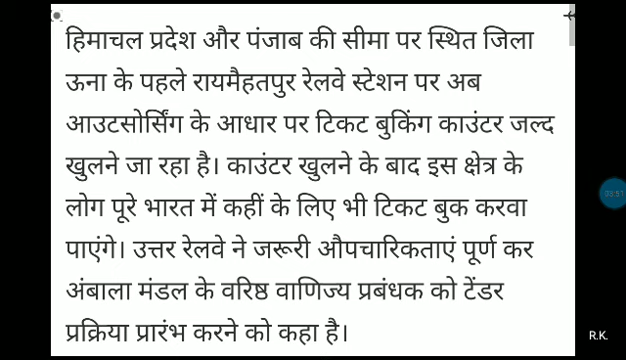 हिमाचल प्रदेश और पंजाब की सीमा पर स्थित जिला
ऊना के पहले रायमैहतपुर रेलवे स्टेशन पर अब
आउटसोर्सिंग के आधार पर टिकट बुकिंग काउंटर जल्द
खुलने जा रहा है। काउंटर खुलने के बाद इस क्षेत्र के
लोग पूरे भारत में कहीं के लिए भी टिकट बुक करवा
पाएंगे। उत्तर रेलवे ने जरूरी औपचारिकताएं पूर्ण कर
अंबाला मंडल के वरिष्ठ वाणिज्य प्रबंधक को टेंडर
प्रक्रिया प्रारंभ करने को कहा है।
R.K.